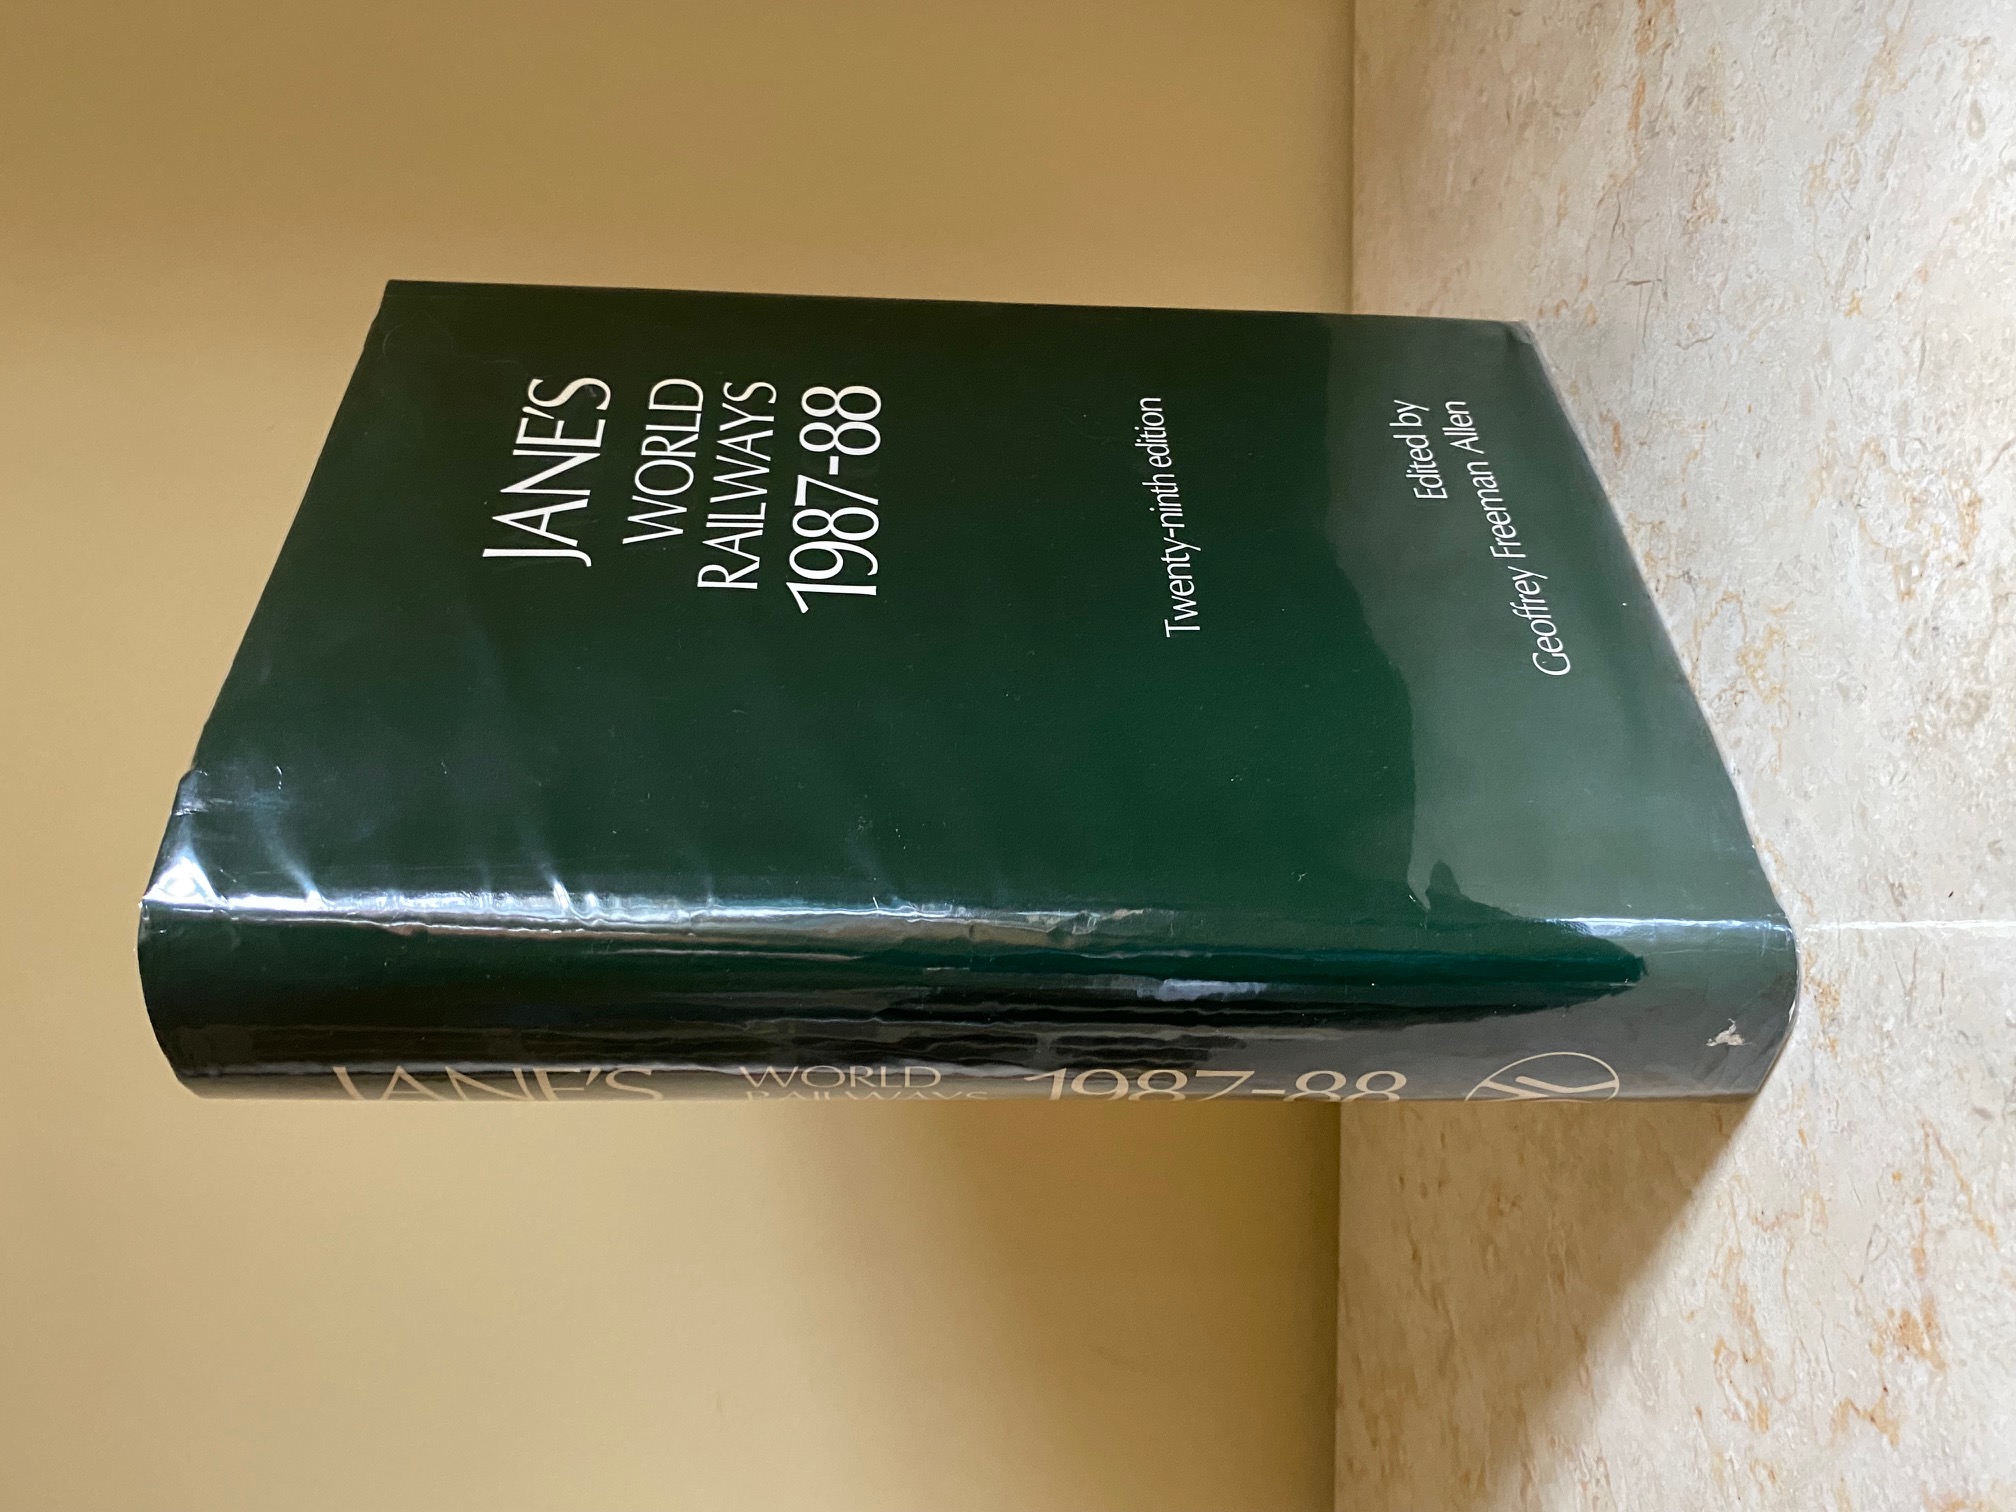 JANE'S
WORLD
RAILWAYS
1987-88
Twenty-ninth edition
Edited by
Geoffrey Freeman Allen
JANE'S
WORLD
RAILWAYS
1987-88